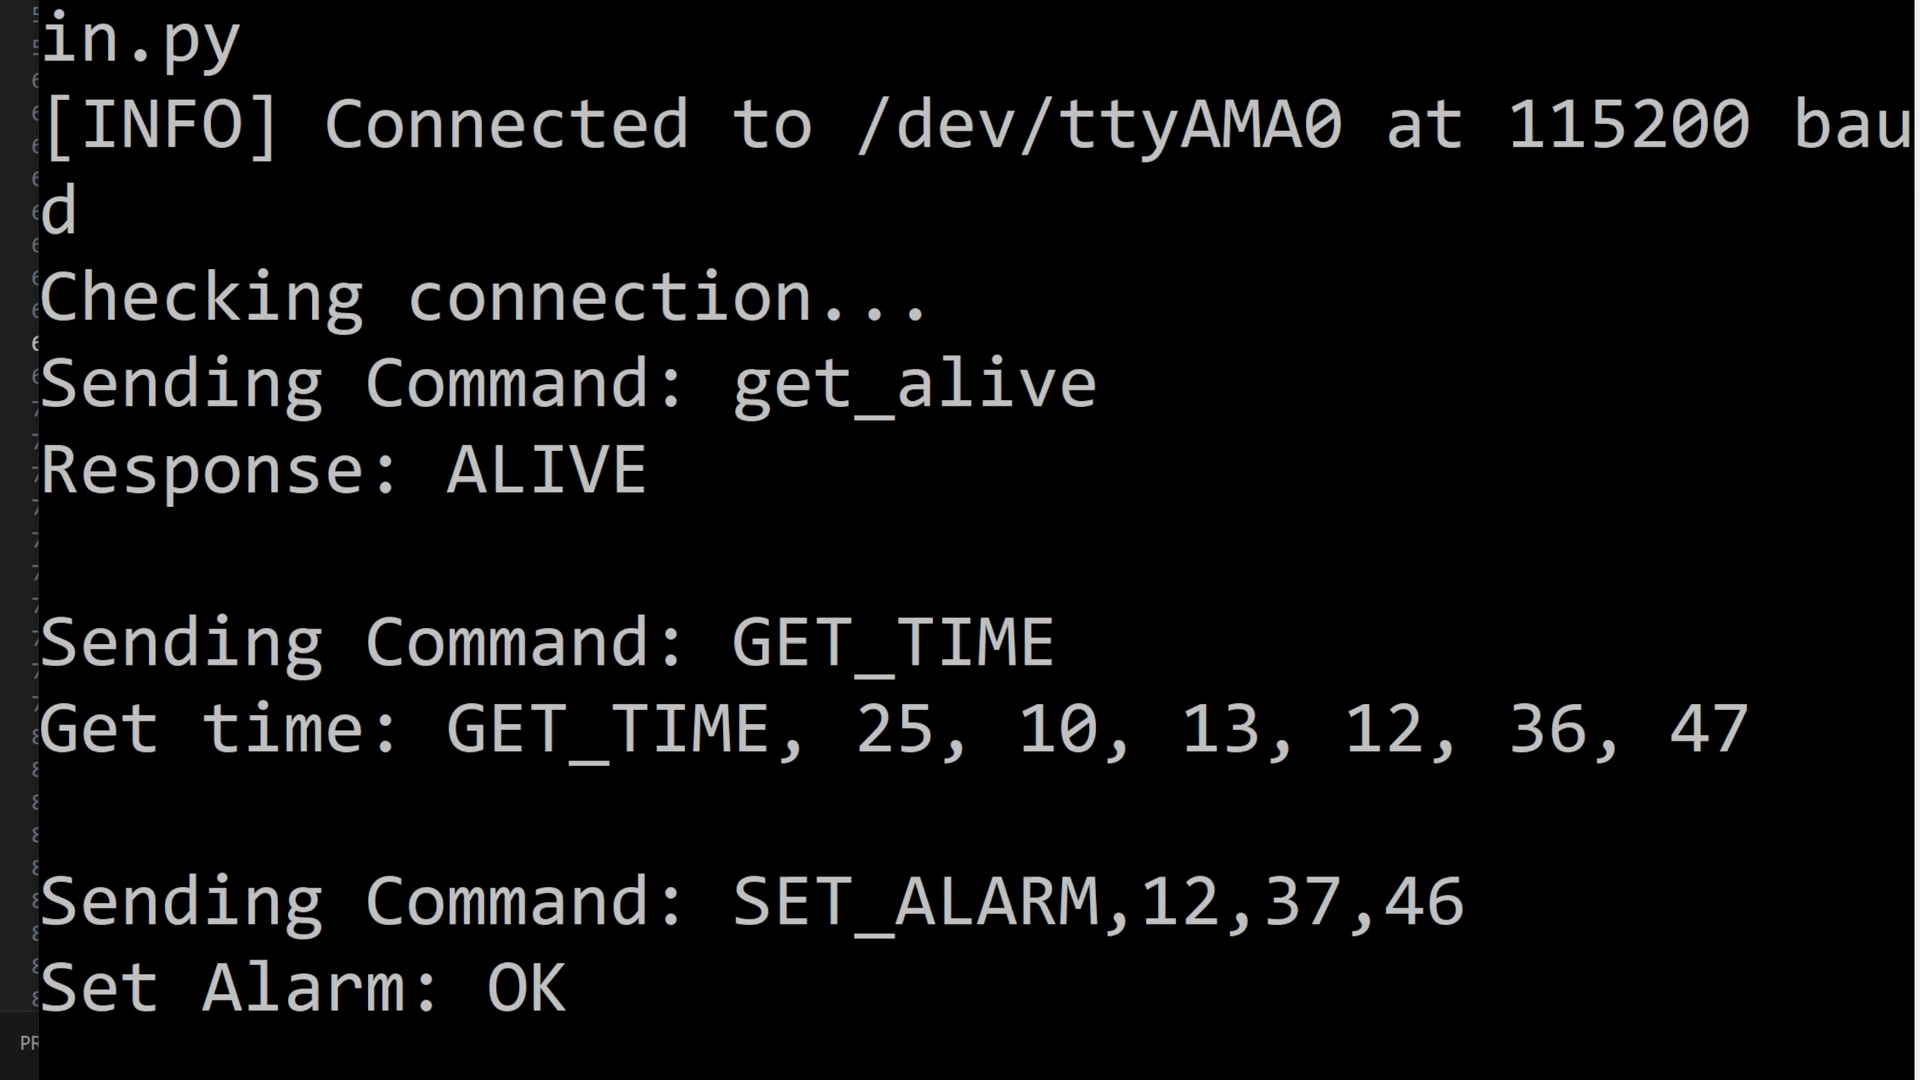 in.py
[INFO] Connected to /dev/ttyAMA0 at 115200 bau
d
Checking connection...
Sending Command: get_alive
Response: ALIVE
Sending Command: GET_TIME
Get time: GET_TIME, 25, 10, 13, 12, 36, 47
Sending Command: SET_ALARM,12,37,46
Set Alarm: OK